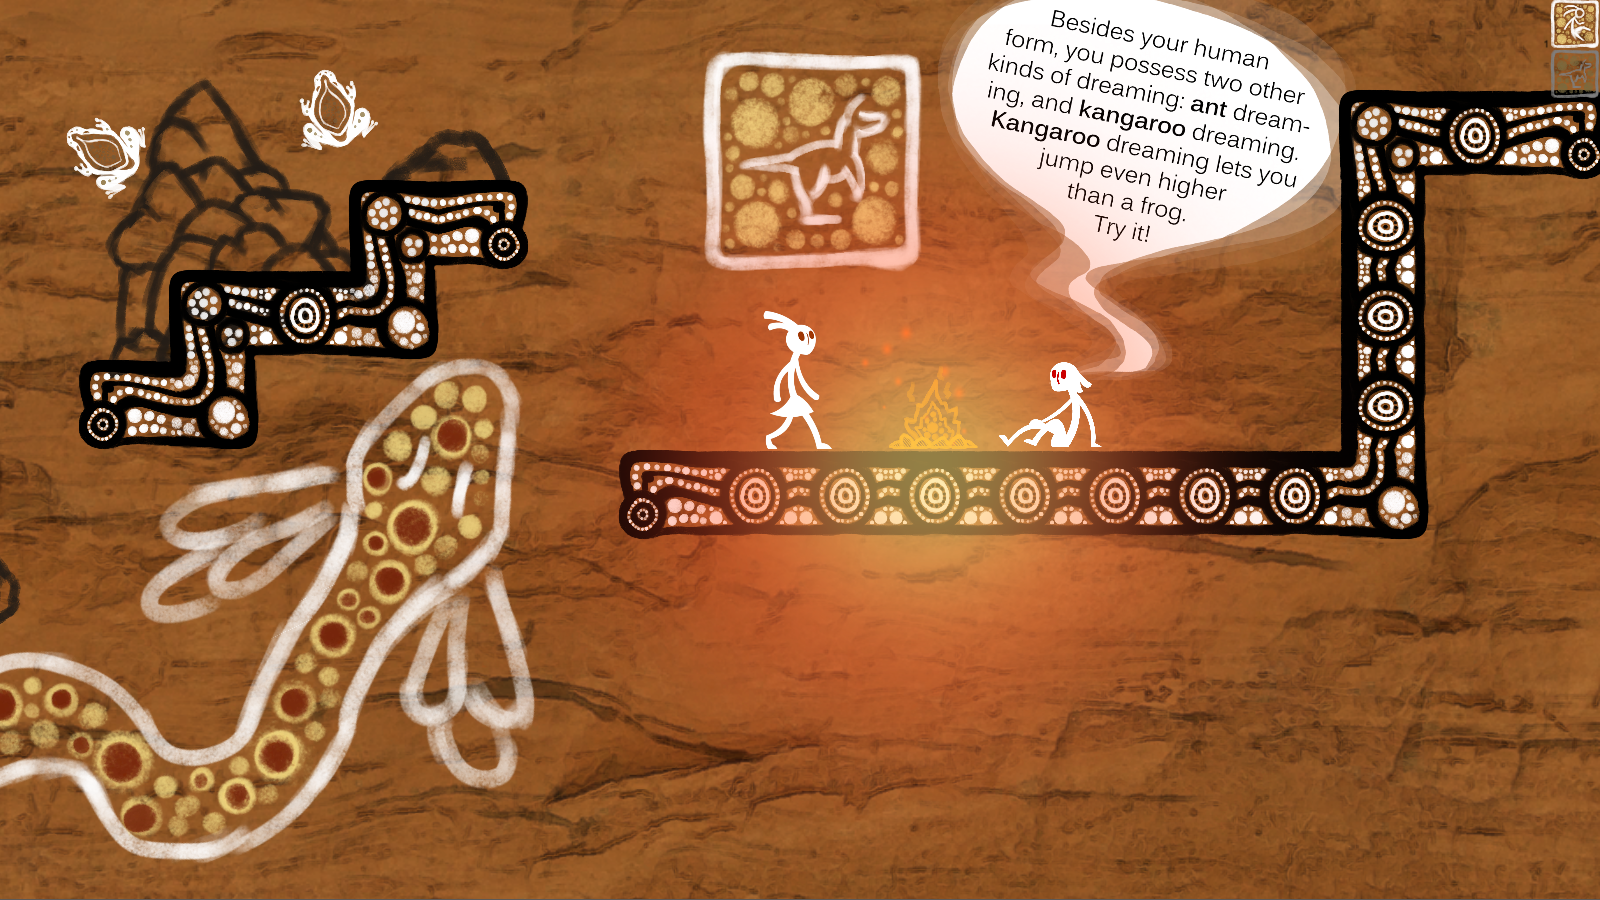 Besides your human
form, you possess two other
kinds of dreaming: ant dream-
ing, and kangaroo dreaming.
Kangaroo dreaming lets you
jump even higher
than a frog.
Try it!